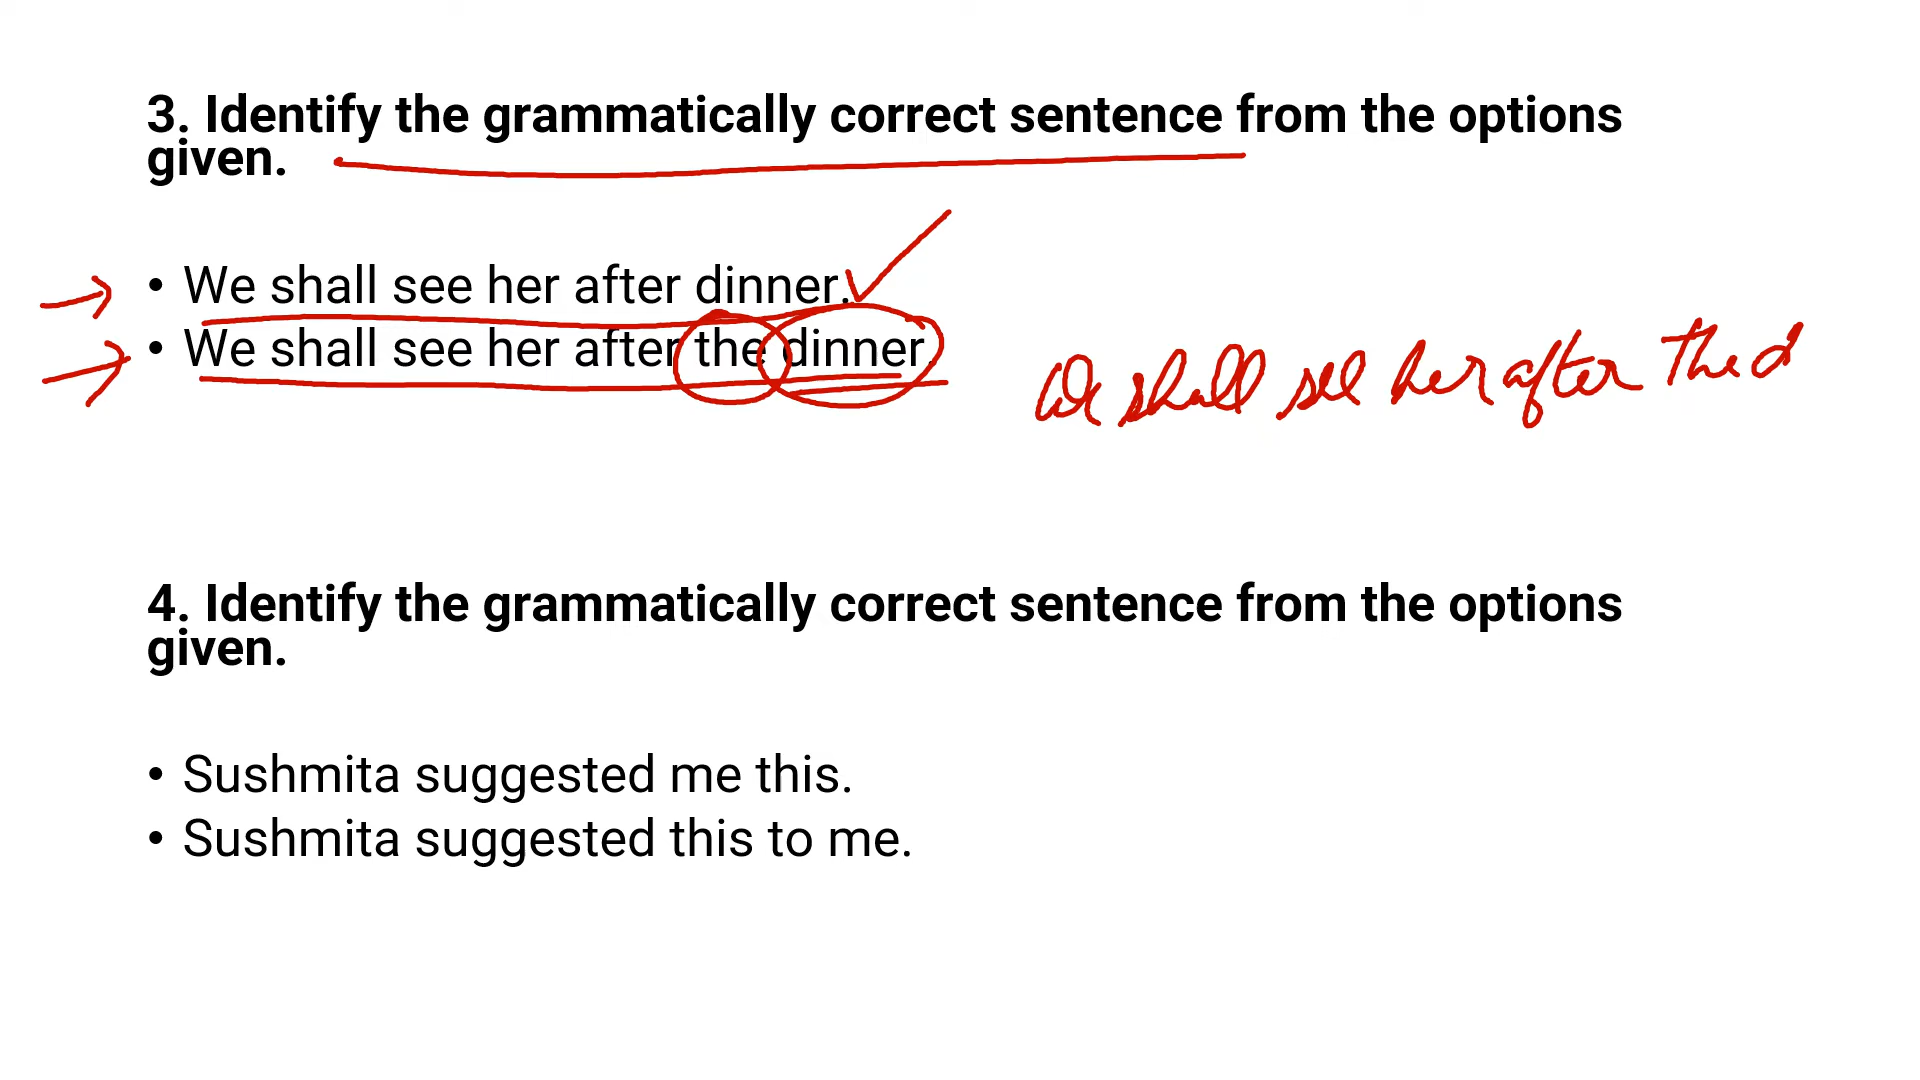 3. Identify the grammatically correct sentence from the options
given.
• We shall see her after dinner.
• We shall see her after the dinner.
We shall see her after the d
4. Identify the grammatically correct sentence from the options
given.
• Sushmita suggested me this.
• Sushmita suggested this to me.